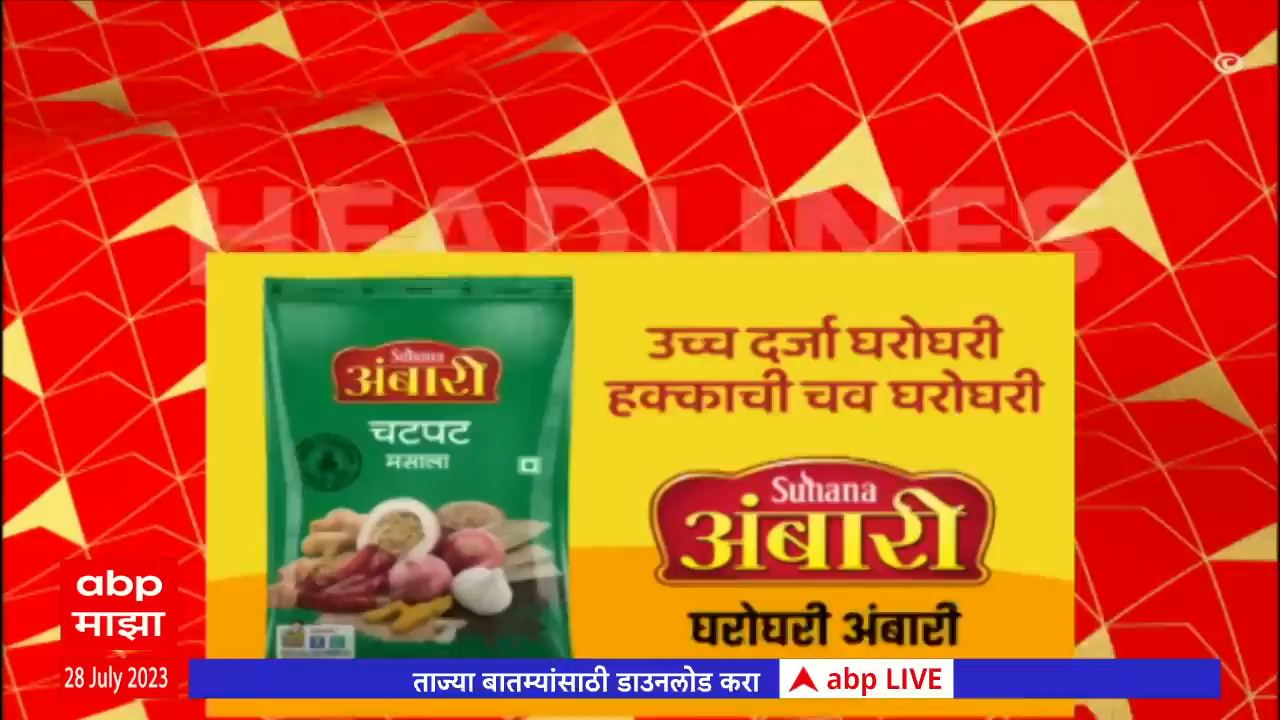 ©
HEADLINES
Suhana
अंबारी
चटपट
मसाला
उच्च दर्जा घरोघरी
हक्काची चव घरोघरी
Suhana
अंबारी
घरोघरी अंबारी
abp
माझा
28 July 2023
ताज्या बातम्यांसाठी डाउनलोड करा
abp LIVE